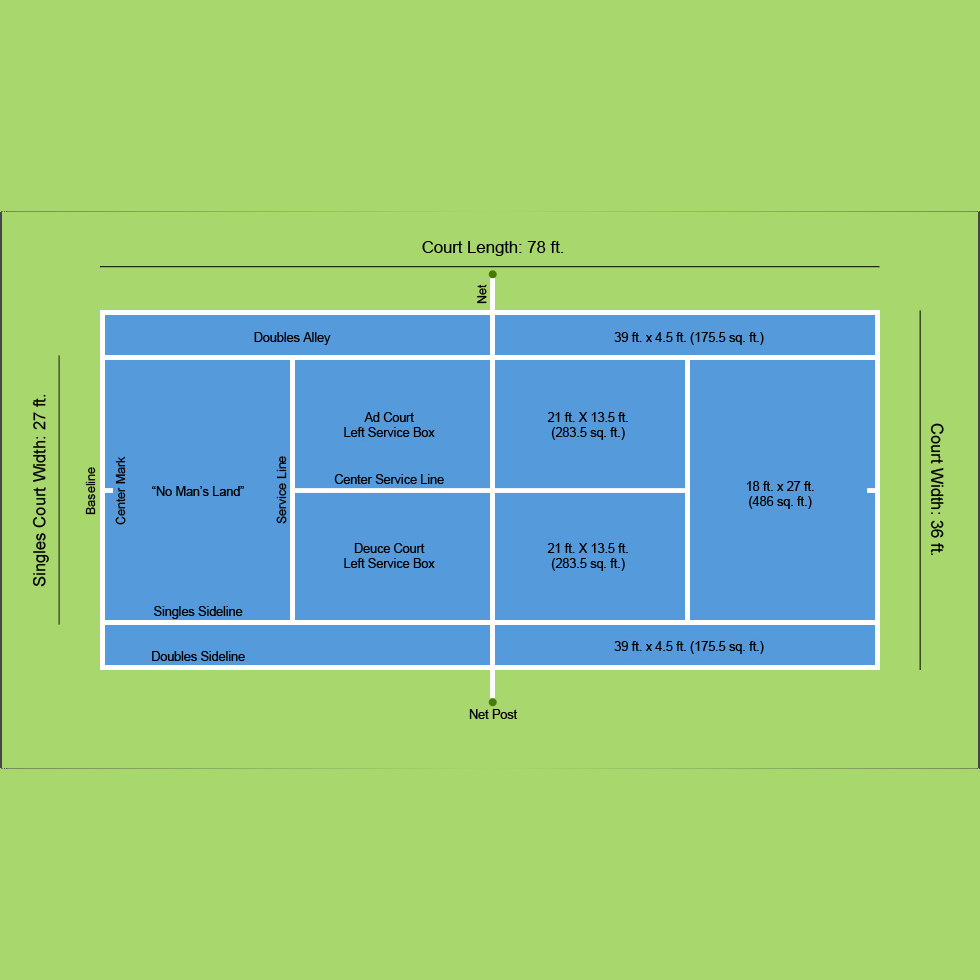 Court Length: 78 ft.
Net
Doubles Alley
39 ft. x 4.5 ft. (175.5 sq. ft.)
Singles Court Width: 27 ft.
Baseline
Center Mark
“No Man’s Land”
Service Line
Ad Court
Left Service Box
Center Service Line
Deuce Court
Left Service Box
21 ft. X 13.5 ft.
(283.5 sq. ft.)
21 ft. X 13.5 ft.
(283.5 sq. ft.)
18 ft. x 27 ft.
(486 sq. ft.)
Court Width: 36 ft.
Singles Sideline
Doubles Sideline
39 ft. x 4.5 ft. (175.5 sq. ft.)
Net Post